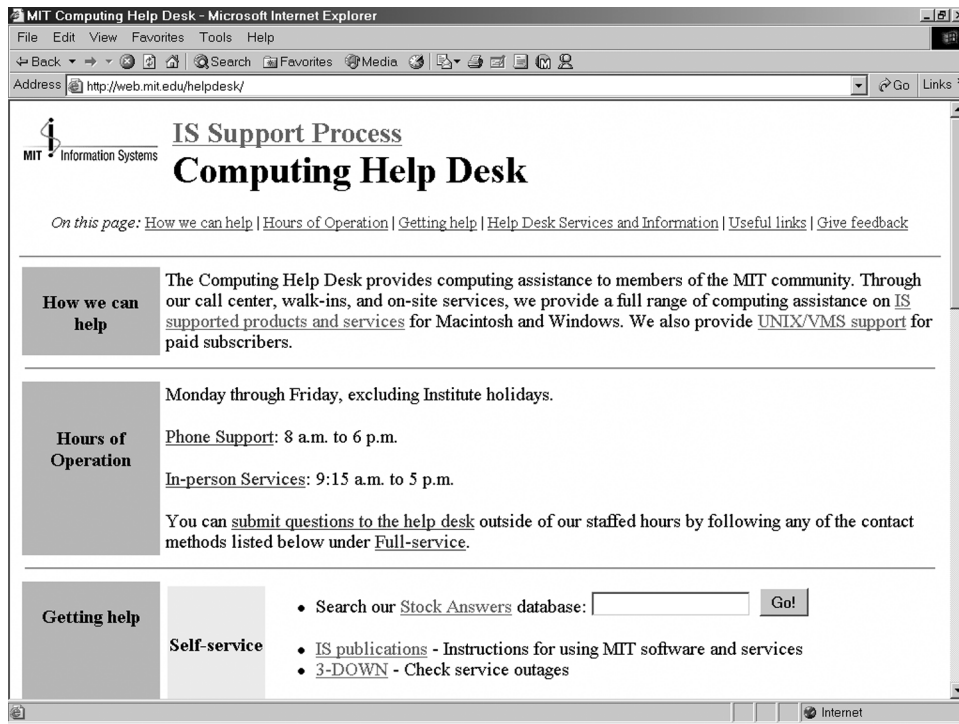 MIT Computing Help Desk - Microsoft Internet Explorer
File Edit View Favorites Tools Help
Back Search Favorites Media
Address http://web.mit.edu/helpdesk/ Go Links
MIT Information Systems
IS Support Process
Computing Help Desk
On this page: How we can help | Hours of Operation | Getting help | Help Desk Services and Information | Useful links | Give feedback
How we can
help
The Computing Help Desk provides computing assistance to members of the MIT community. Through
our call center, walk-ins, and on-site services, we provide a full range of computing assistance on IS
supported products and services for Macintosh and Windows. We also provide UNIX/VMS support for
paid subscribers.
Hours of
Operation
Monday through Friday, excluding Institute holidays.
Phone Support: 8 a.m. to 6 p.m.
In-person Services: 9:15 a.m. to 5 p.m.
You can submit questions to the help desk outside of our staffed hours by following any of the contact
methods listed below under Full-service.
Getting help
Self-service
• Search our Stock Answers database: Go!
• IS publications - Instructions for using MIT software and services
• 3-DOWN - Check service outages
Internet